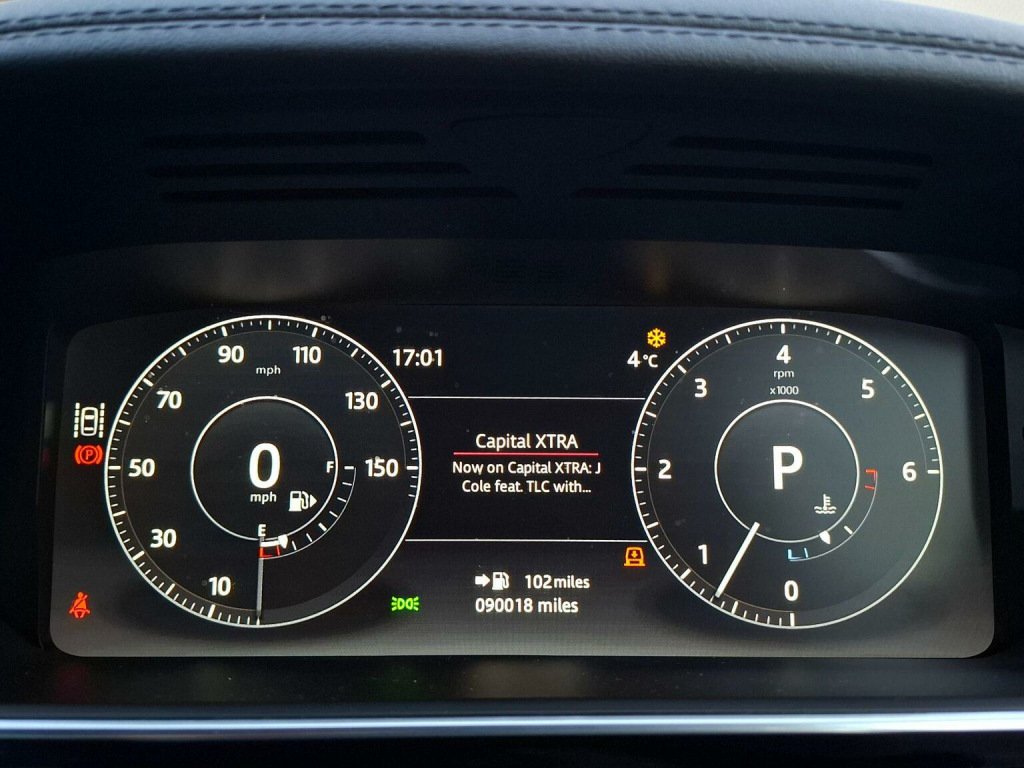 90 110
mph
70 130
50 150
30
10
0
mph
F
E
P
17:01
4°C
Capital XTRA
Now on Capital XTRA: J
Cole feat. TLC with...
102 miles
090018 miles
4
rpm
x1000
3 5
2 6
1
0
P